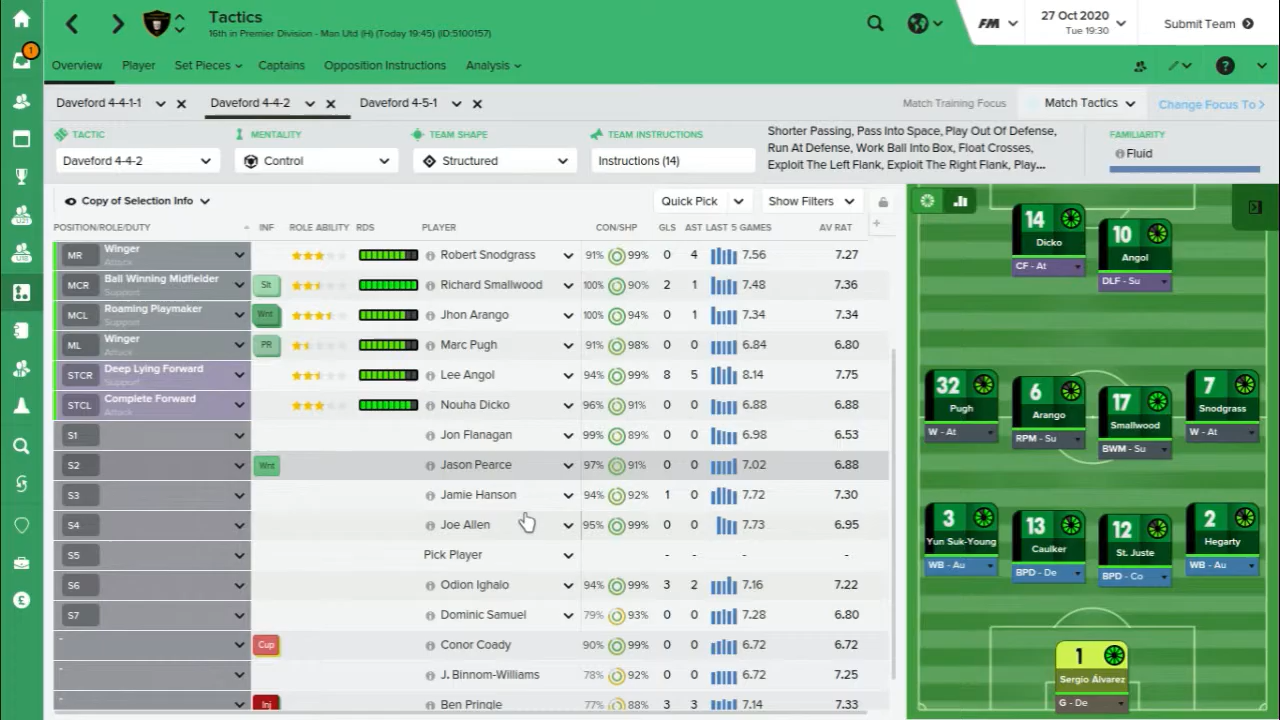 1
Tactics
16th in Premier Division - Man Utd (H) (Today 19:45) (ID:5100157)
FM
27 Oct 2020
Tue 19:30
Submit Team
Overview Player Set Pieces Captains Opposition Instructions Analysis
?
Daveford 4-4-1-1 Daveford 4-4-2 Daveford 4-5-1
Match Training Focus Match Tactics Change Focus To >
TACTIC MENTALITY TEAM SHAPE TEAM INSTRUCTIONS
Daveford 4-4-2 Control Structured Instructions (14)
Shorter Passing, Pass Into Space, Play Out Of Defense,
Run At Defense, Work Ball Into Box, Float Crosses,
Exploit The Left Flank, Exploit The Right Flank, Play...
FAMILIARITY
Fluid
Copy of Selection Info Quick Pick Show Filters
POSITION/ROLE/DUTY INF ROLE ABILITY RDS PLAYER CON/SHP GLS AST LAST 5 GAMES AV RAT
MR Winger Attack Robert Snodgrass 91% 99% 0 4 7.56 7.27
MCR Ball Winning Midfielder Support Slt Richard Smallwood 100% 90% 2 1 7.48 7.36
MCL Roaming Playmaker Support Wnt Jhon Arango 100% 94% 0 1 7.34 7.34
ML Winger Attack PR Marc Pugh 91% 98% 0 0 6.84 6.80
STCR Deep Lying Forward Support Lee Angol 94% 99% 8 5 8.14 7.75
STCL Complete Forward Attack Nouha Dicko 96% 91% 0 0 6.88 6.88
S1 Jon Flanagan 99% 89% 0 0 6.98 6.53
S2 Wnt Jason Pearce 97% 91% 0 0 7.02 6.88
S3 Jamie Hanson 94% 92% 1 0 7.72 7.30
S4 Joe Allen 95% 99% 0 0 7.73 6.95
S5 Pick Player - - - -
S6 Odion Ighalo 94% 99% 3 2 7.16 7.22
S7 Dominic Samuel 79% 93% 0 0 7.28 6.80
- Cup Conor Coady 90% 99% 0 0 6.72 6.72
- J. Binnom-Williams 78% 92% 0 0 6.72 7.25
- Inj Ben Pringle 77% 88% 3 3 7.14 7.33
U21
U18
£
14
Dicko
CF - At
10
Angol
DLF - Su
32
Pugh
W - At
6
Arango
RPM - Su
17
Smallwood
BWM - Su
7
Snodgrass
W - At
3
Yun Suk-Young
WB - Au
13
Caulker
BPD - De
12
St. Juste
BPD - Co
2
Hegarty
WB - Au
1
Sergio Álvarez
G - De